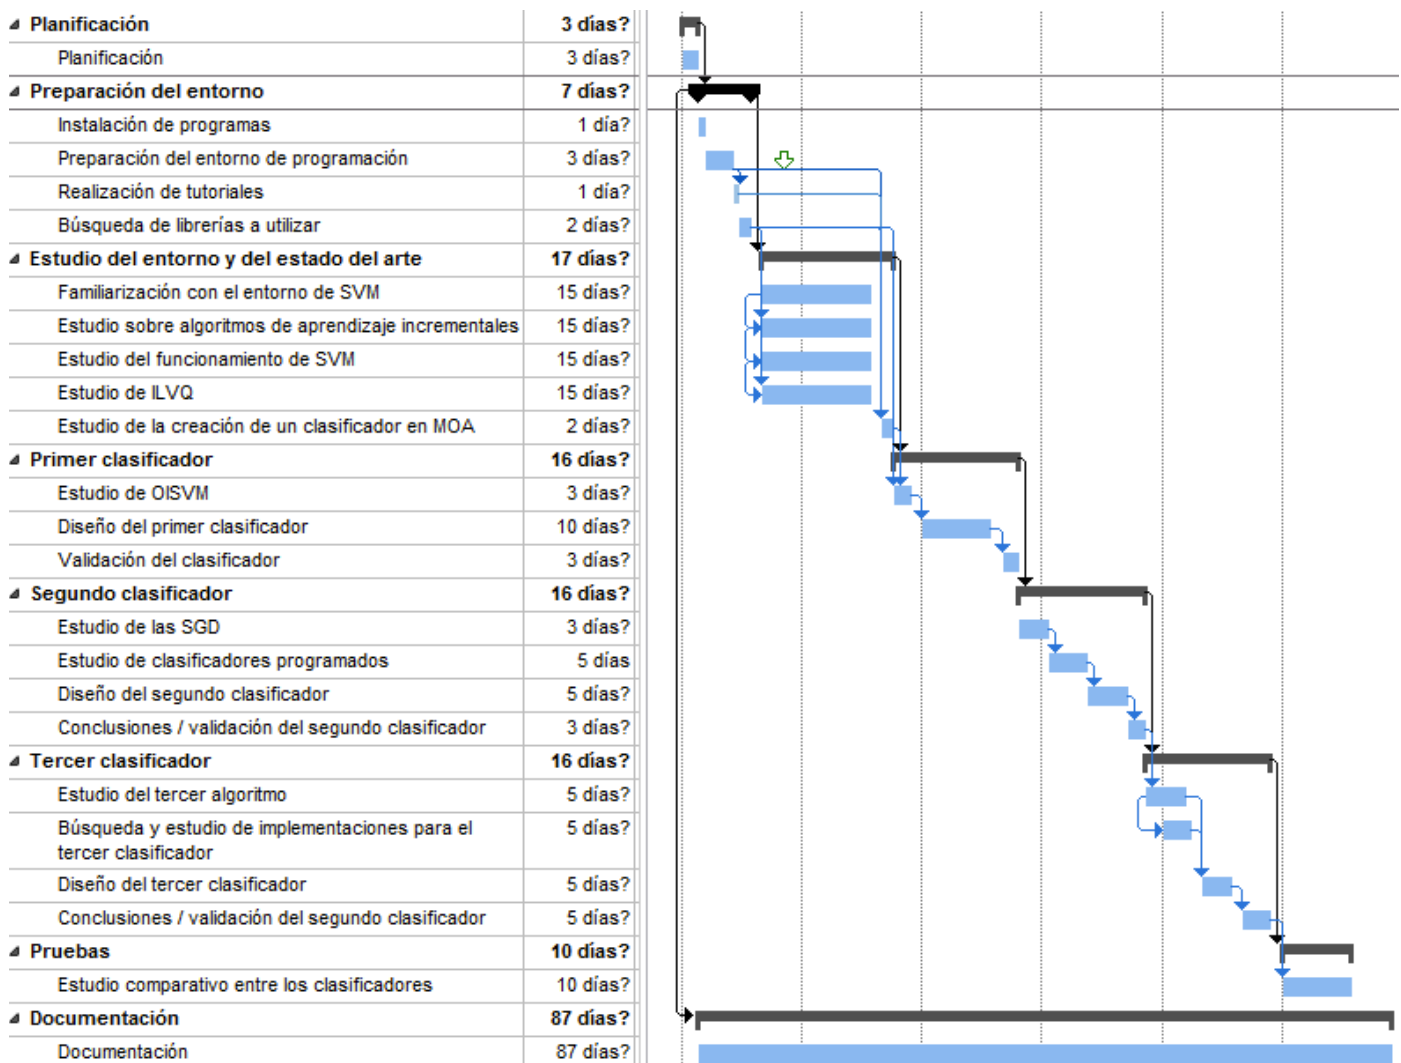 Planificación 3 días?
Planificación 3 días?
Preparación del entorno 7 días?
Instalación de programas 1 día?
Preparación del entorno de programación 3 días?
Realización de tutoriales 1 día?
Búsqueda de librerías a utilizar 2 días?
Estudio del entorno y del estado del arte 17 días?
Familiarización con el entorno de SVM 15 días?
Estudio sobre algoritmos de aprendizaje incrementales 15 días?
Estudio del funcionamiento de SVM 15 días?
Estudio de ILVQ 15 días?
Estudio de la creación de un clasificador en MOA 2 días?
Primer clasificador 16 días?
Estudio de OISVM 3 días?
Diseño del primer clasificador 10 días?
Validación del clasificador 3 días?
Segundo clasificador 16 días?
Estudio de las SGD 3 días?
Estudio de clasificadores programados 5 días
Diseño del segundo clasificador 5 días?
Conclusiones / validación del segundo clasificador 3 días?
Tercer clasificador 16 días?
Estudio del tercer algoritmo 5 días?
Búsqueda y estudio de implementaciones para el 5 días?
tercer clasificador
Diseño del tercer clasificador 5 días?
Conclusiones / validación del segundo clasificador 5 días?
Pruebas 10 días?
Estudio comparativo entre los clasificadores 10 días?
Documentación 87 días?
Documentación 87 días?